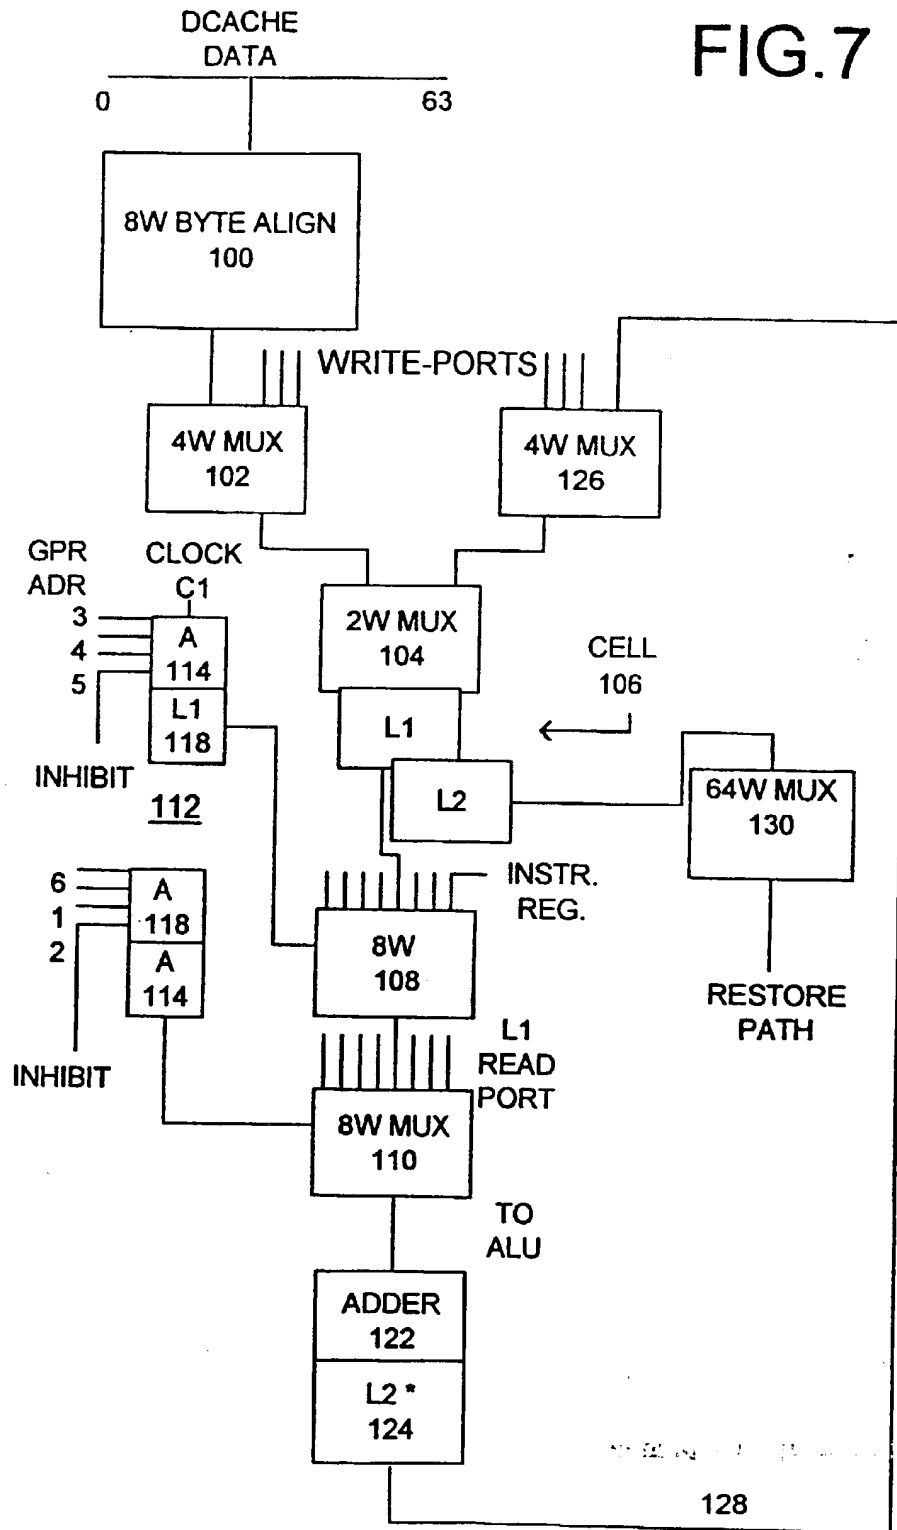 DCACHE
DATA
FIG.7
0
63
8W BYTE ALIGN
100
WRITE-PORTS
4W MUX
102
4W MUX
126
GPR
ADR
CLOCK
C1
3
4
5
A
114
L1
118
INHIBIT
112
2W MUX
104
L1
L2
CELL
106
64W MUX
130
RESTORE
PATH
6
1
2
A
118
A
114
INHIBIT
INSTR.
REG.
8W
108
L1
READ
PORT
8W MUX
110
TO
ALU
ADDER
122
L2 *
124
128